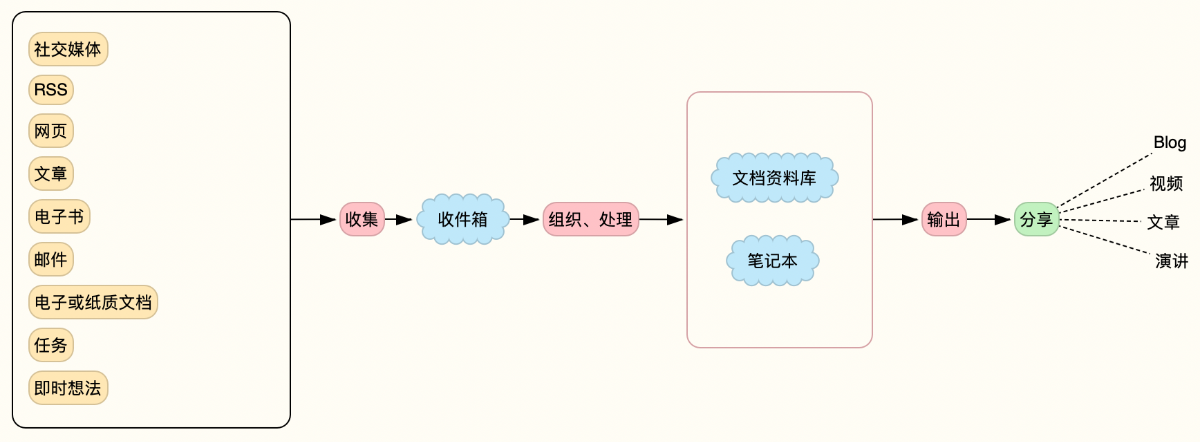 社交媒体
RSS
网页
文章
电子书
邮件
电子或纸质文档
任务
即时想法
收集
收件箱
组织、处理
文档资料库
笔记本
输出
分享
Blog
视频
文章
演讲